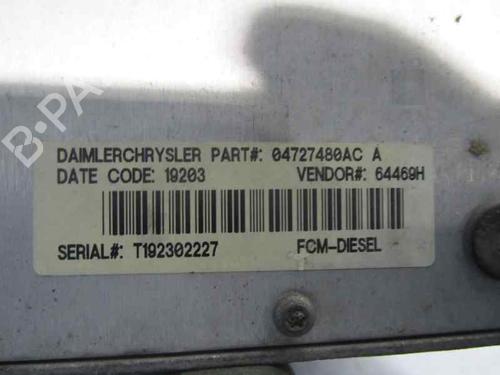 DAIMLERCHRYSLER PART#: 04727480AC A
DATE CODE: 19203 VENDOR#: 64469H
SERIAL#: T192302227 FCM-DIESEL
B-PA